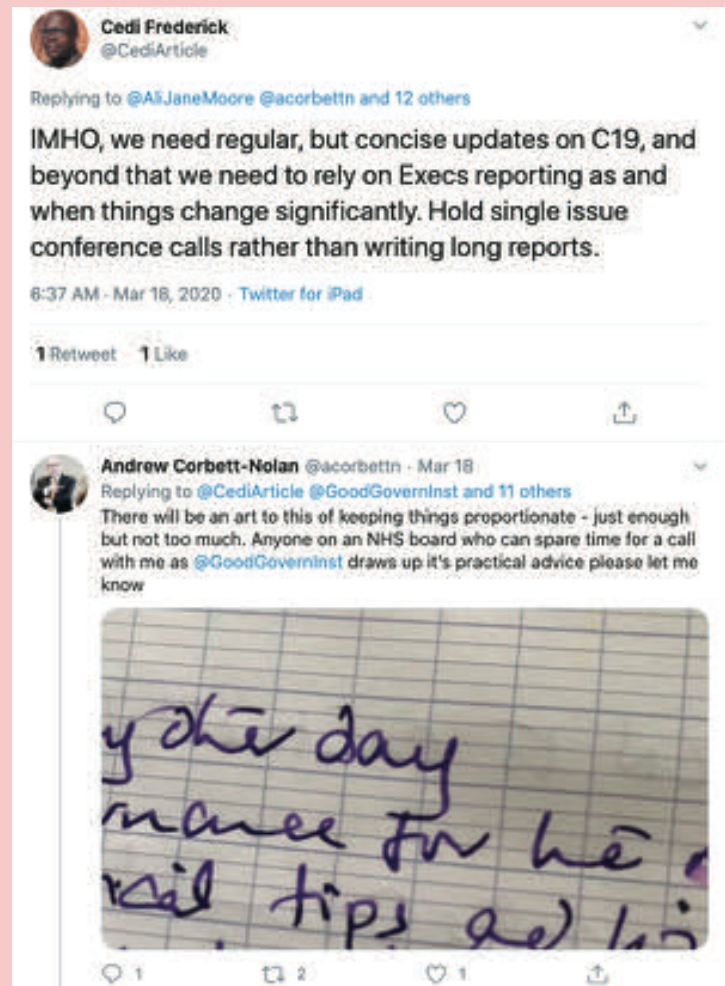 Cedi Frederick
@CediArticle
Replying to @AliJaneMoore @acorbettn and 12 others
IMHO, we need regular, but concise updates on C19, and
beyond that we need to rely on Execs reporting as and
when things change significantly. Hold single issue
conference calls rather than writing long reports.
6:37 AM · Mar 18, 2020 · Twitter for iPad
1 Retweet 1 Like
Andrew Corbett-Nolan @acorbettn · Mar 18
Replying to @CediArticle @GoodGovernInst and 11 others
There will be an art to this of keeping things proportionate - just enough
but not too much. Anyone on an NHS board who can spare time for a call
with me as @GoodGovernInst draws up it's practical advice please let me
know
day
for
tips
1 2 1